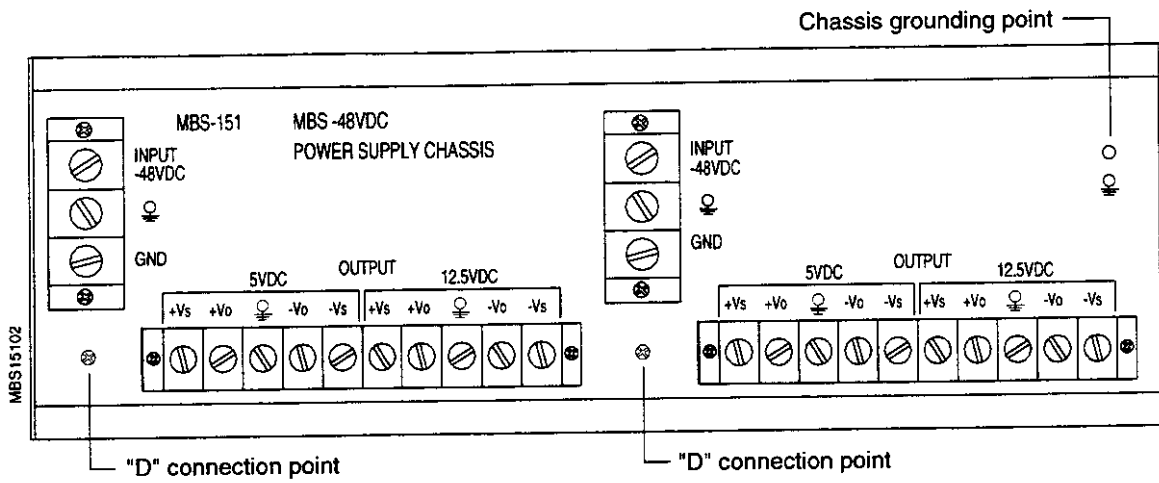 Chassis grounding point
MBS-151 MBS -48VDC
POWER SUPPLY CHASSIS
INPUT
-48VDC
GND
OUTPUT
5VDC 12.5VDC
+Vs +Vo -Vo -Vs +Vs +Vo -Vo -Vs
INPUT
-48VDC
GND
OUTPUT
5VDC 12.5VDC
+Vs +Vo -Vo -Vs +Vs +Vo -Vo -Vs
MBS15102
"D" connection point
"D" connection point